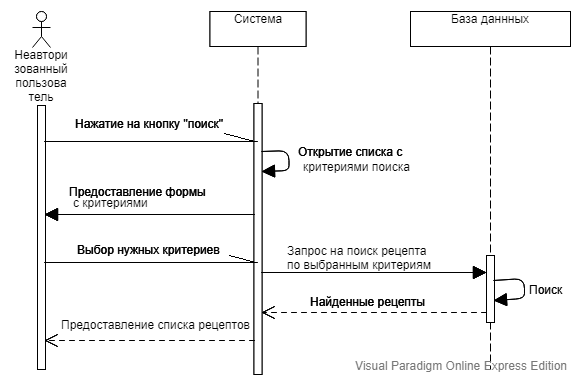 Система
База даннных
Неавтори
зованный
пользова
тель
Нажатие на кнопку "поиск"
Открытие списка с
критериями поиска
Предоставление формы
с критериями
Выбор нужных критериев
Запрос на поиск рецепта
по выбранным критериям
Поиск
Найденные рецепты
Предоставление списка рецептов
Visual Paradigm Online Express Edition